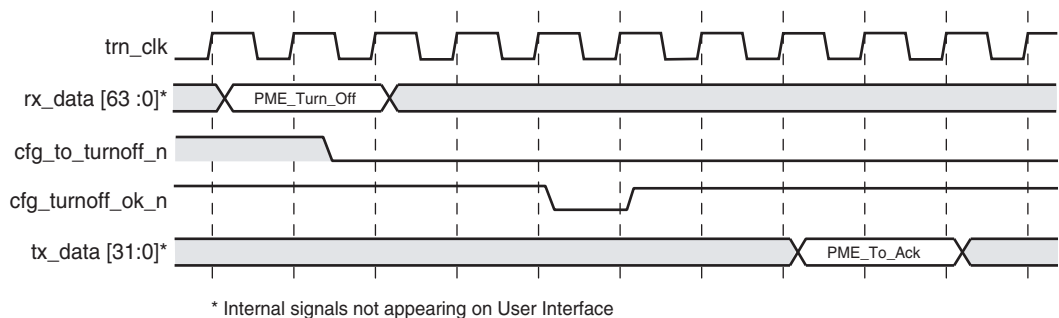 trn_clk
rx_data [63 :0]*
PME_Turn_Off
cfg_to_turnoff_n
cfg_turnoff_ok_n
tx_data [31:0]*
PME_To_Ack
* Internal signals not appearing on User Interface